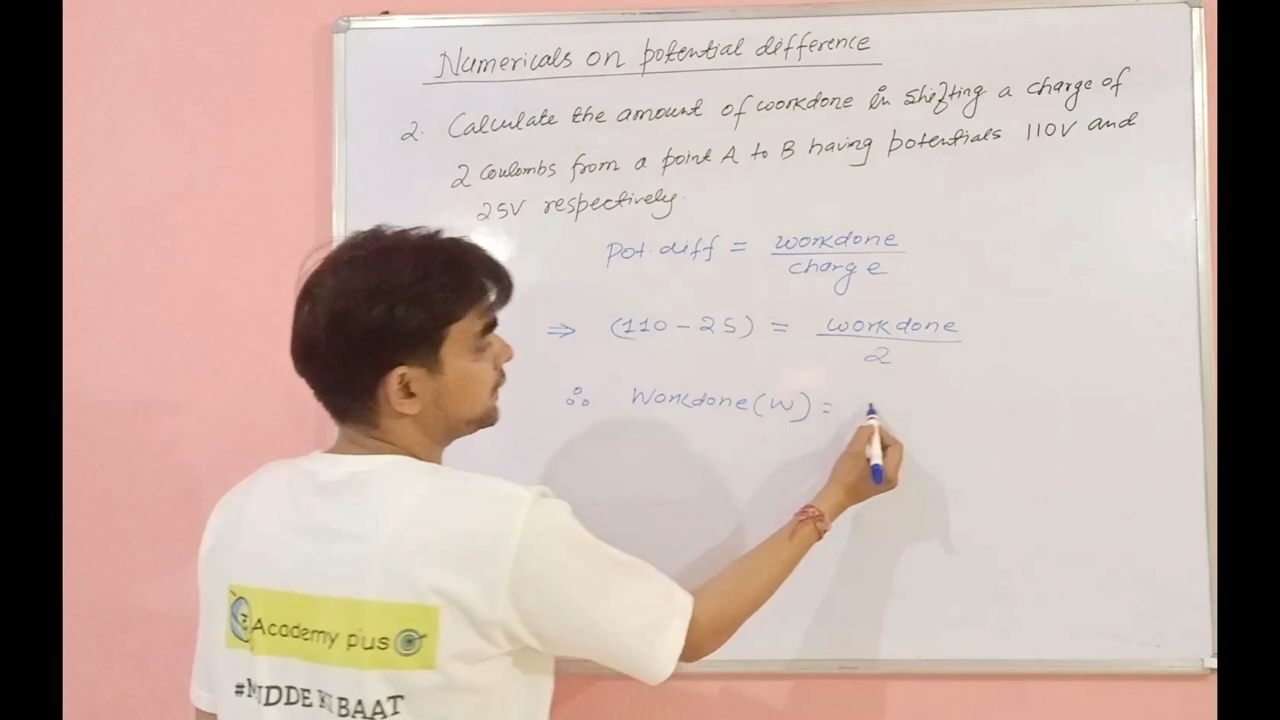 Numericals on potential difference
2. Calculate the amount of workdone in shifting a charge of
2 coulombs from a point A to B having potentials 110V and
25V respectively.
Pot. diff = workdone
charge
⇒ (110 - 25) = workdone
2
∴ Workdone (W) =
Academy plus
#MUDDE KI BAAT